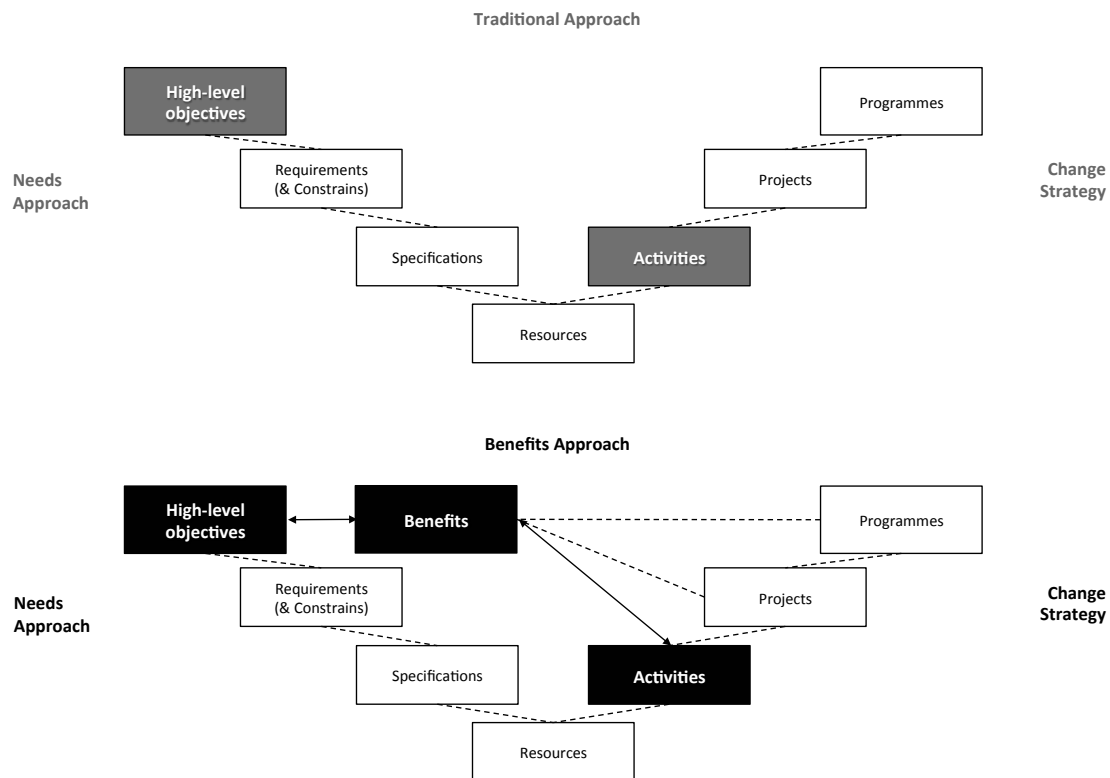 Traditional Approach
High-level
objectives
Programmes
Requirements
(& Constrains)
Projects
Needs
Approach
Change
Strategy
Specifications
Activities
Resources
Benefits Approach
High-level
objectives
Benefits
Programmes
Requirements
(& Constrains)
Projects
Needs
Approach
Change
Strategy
Specifications
Activities
Resources